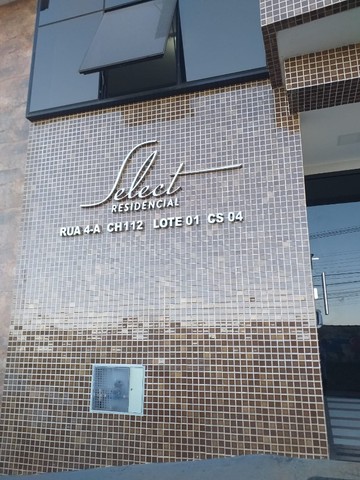 Select
RESIDENCIAL
RUA 4-A CH112 LOTE 01 CS 04